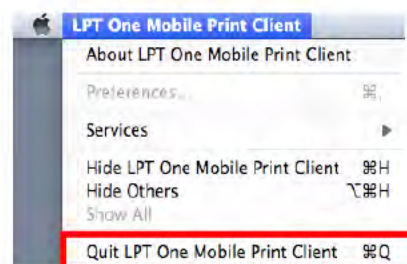 LPT One Mobile Print Client
About LPT One Mobile Print Client
Preferences... ⌘,
Services ▶
Hide LPT One Mobile Print Client ⌘H
Hide Others ⌥⌘H
Show All
Quit LPT One Mobile Print Client ⌘Q